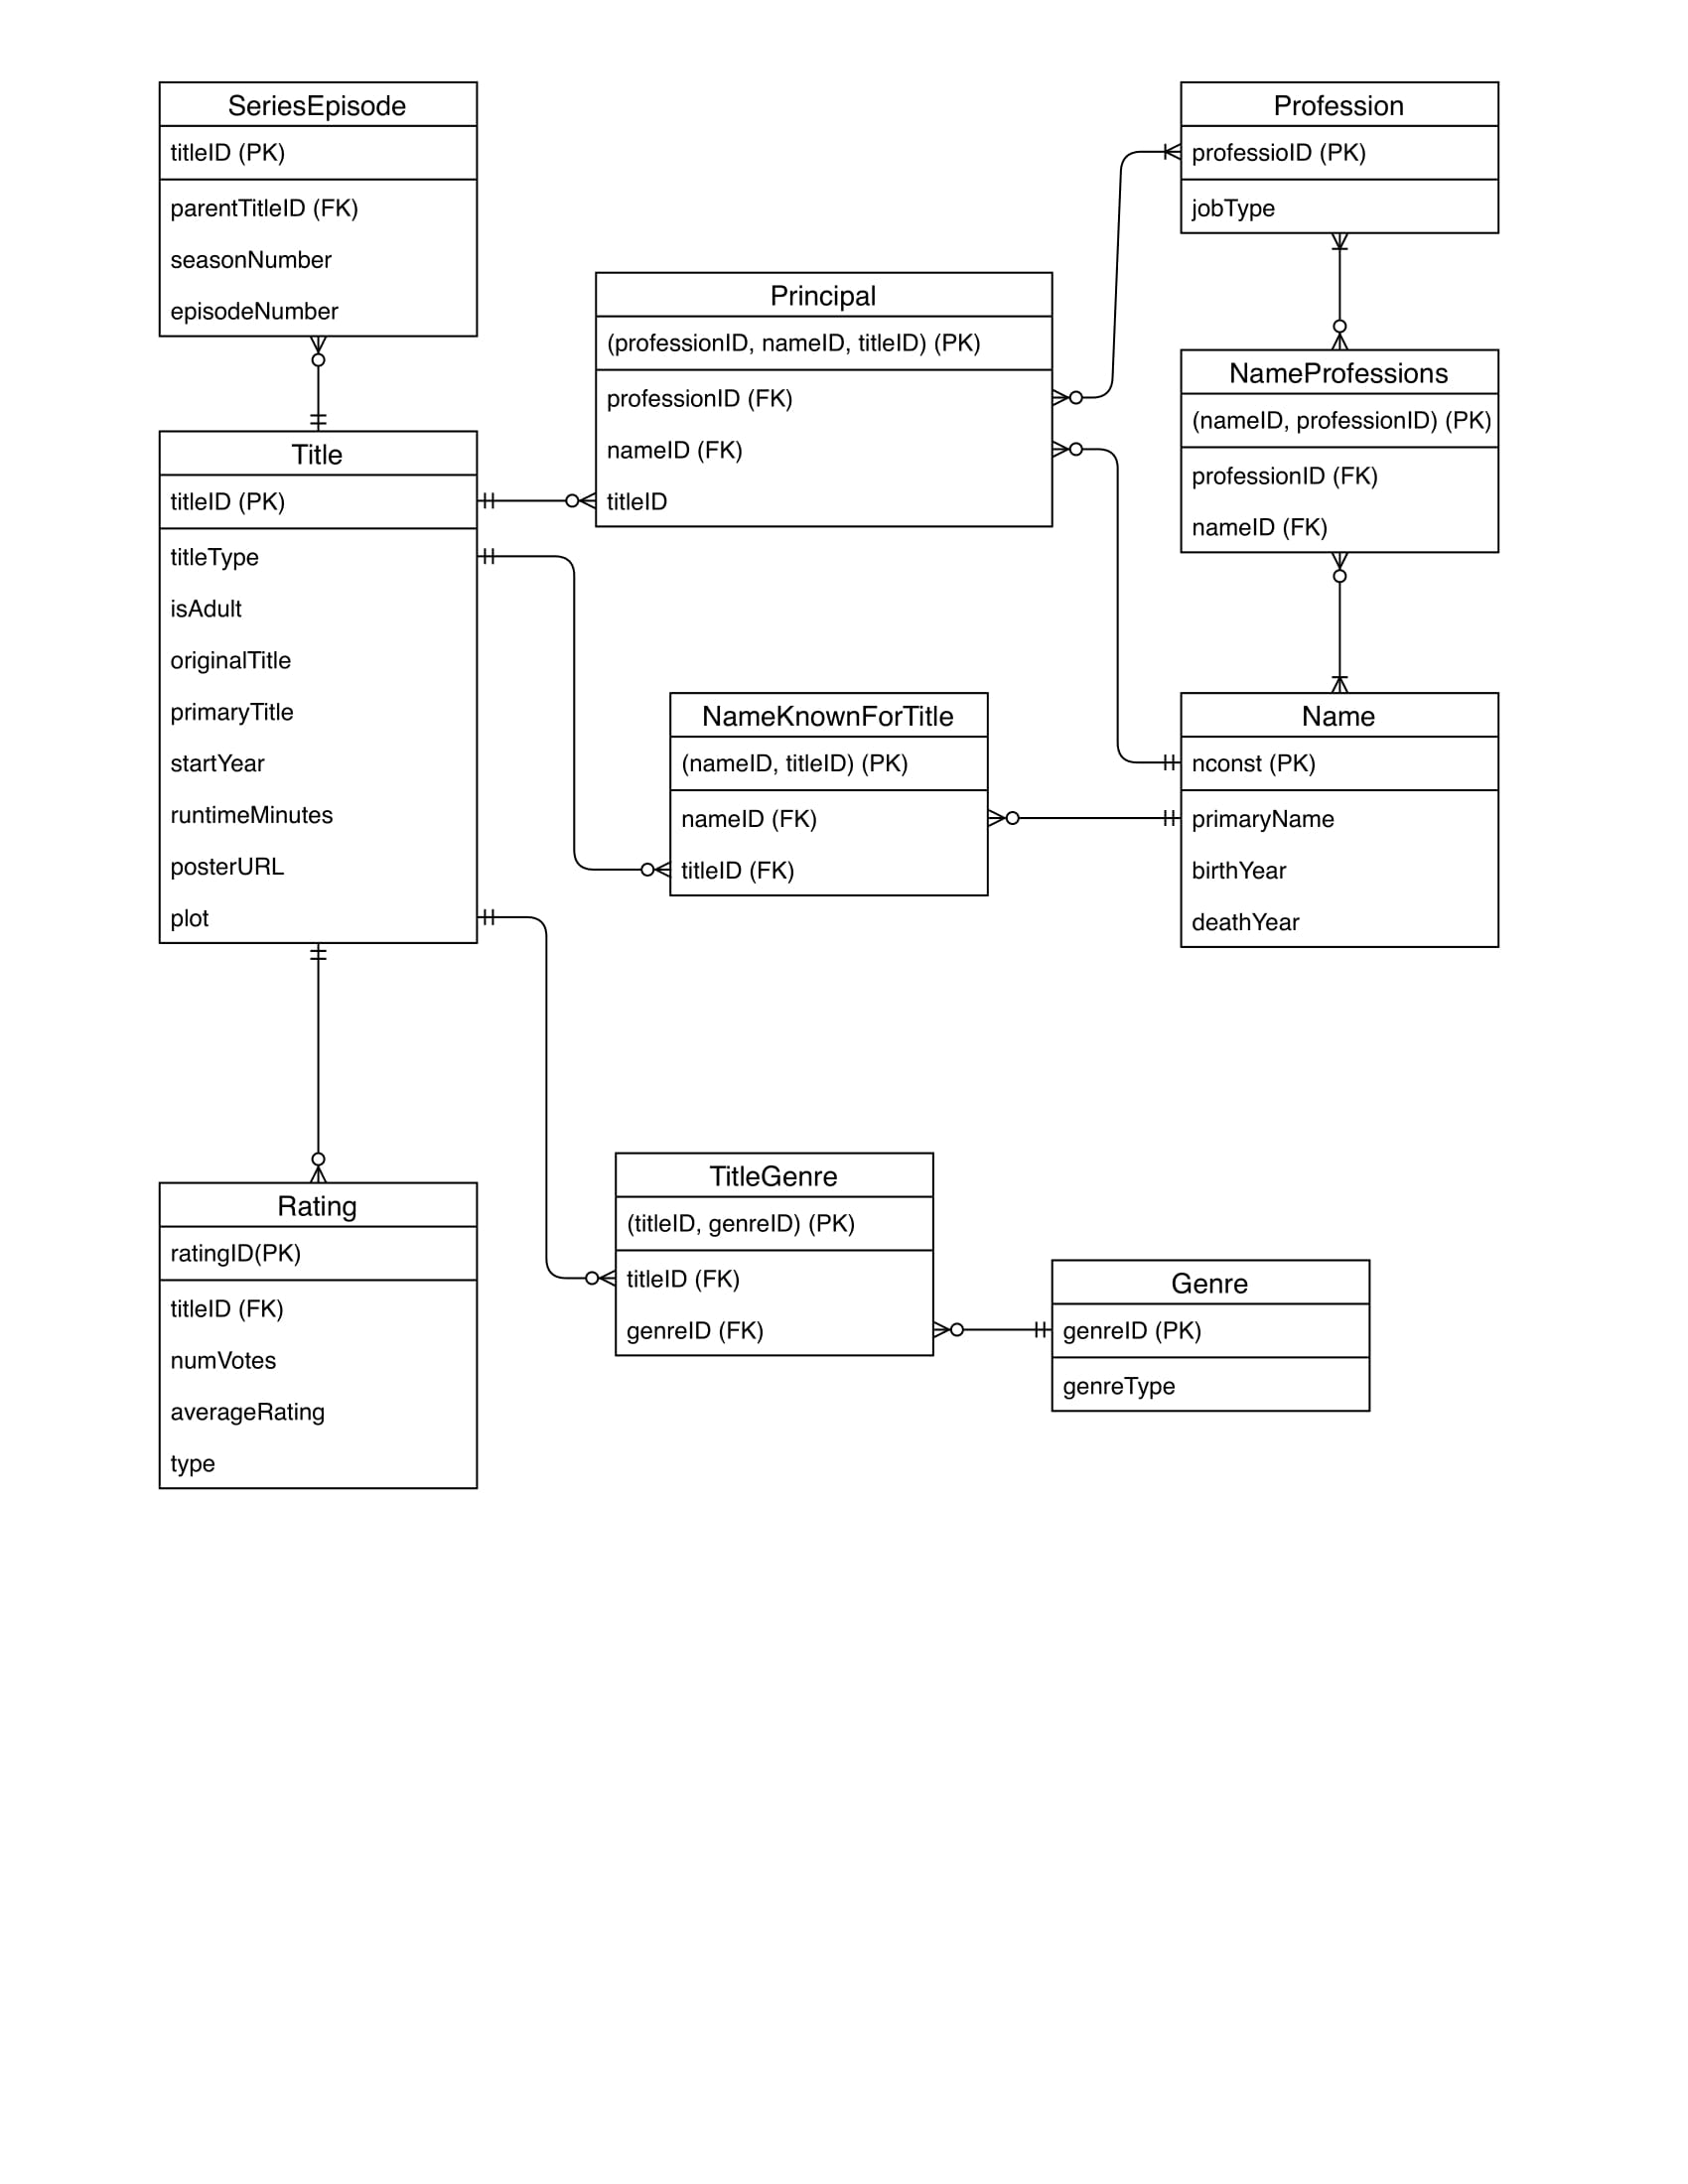 SeriesEpisode
titleID (PK)
parentTitleID (FK)
seasonNumber
episodeNumber
Profession
professioID (PK)
jobType
Principal
(professionID, nameID, titleID) (PK)
professionID (FK)
nameID (FK)
titleID
NameProfessions
(nameID, professionID) (PK)
professionID (FK)
nameID (FK)
Title
titleID (PK)
titleType
isAdult
originalTitle
primaryTitle
startYear
runtimeMinutes
posterURL
plot
NameKnownForTitle
(nameID, titleID) (PK)
nameID (FK)
titleID (FK)
Name
nconst (PK)
primaryName
birthYear
deathYear
Rating
ratingID(PK)
titleID (FK)
numVotes
averageRating
type
TitleGenre
(titleID, genreID) (PK)
titleID (FK)
genreID (FK)
Genre
genreID (PK)
genreType